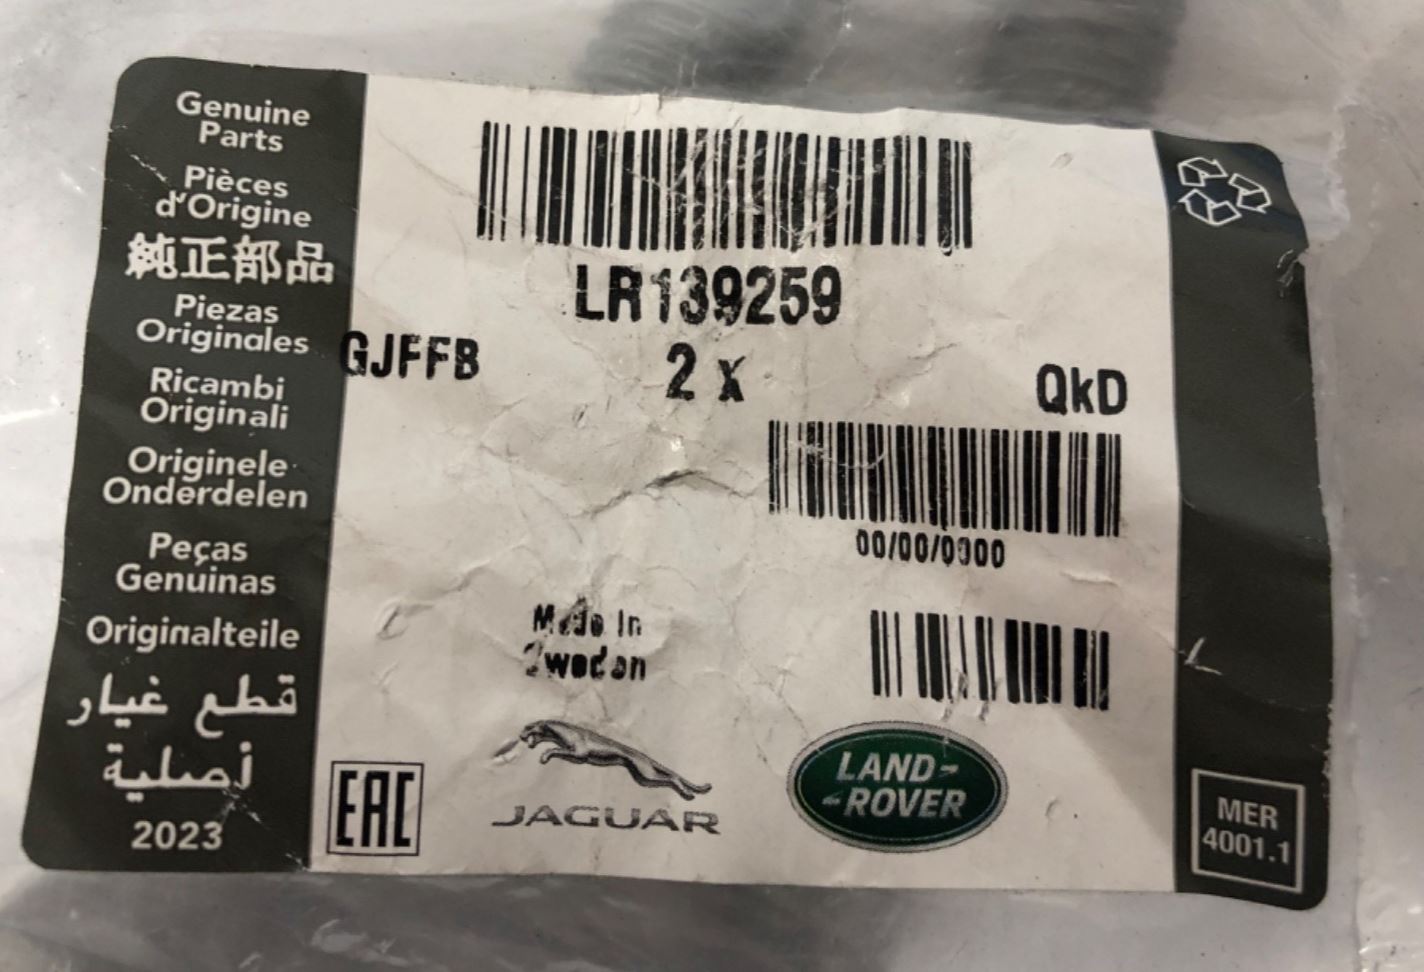 Genuine
Parts
Pièces
d'Origine
純正部品
Piezas
Originales
Ricambi
Originali
Originele
Onderdelen
Peças
Genuinas
Originalteile
قطع غيار
أصلية
2023
LR139259
GJFFB
2 x
QkD
00/00/0000
Made In
Sweden
EAC
JAGUAR
LAND-
ROVER
MER
4001.1